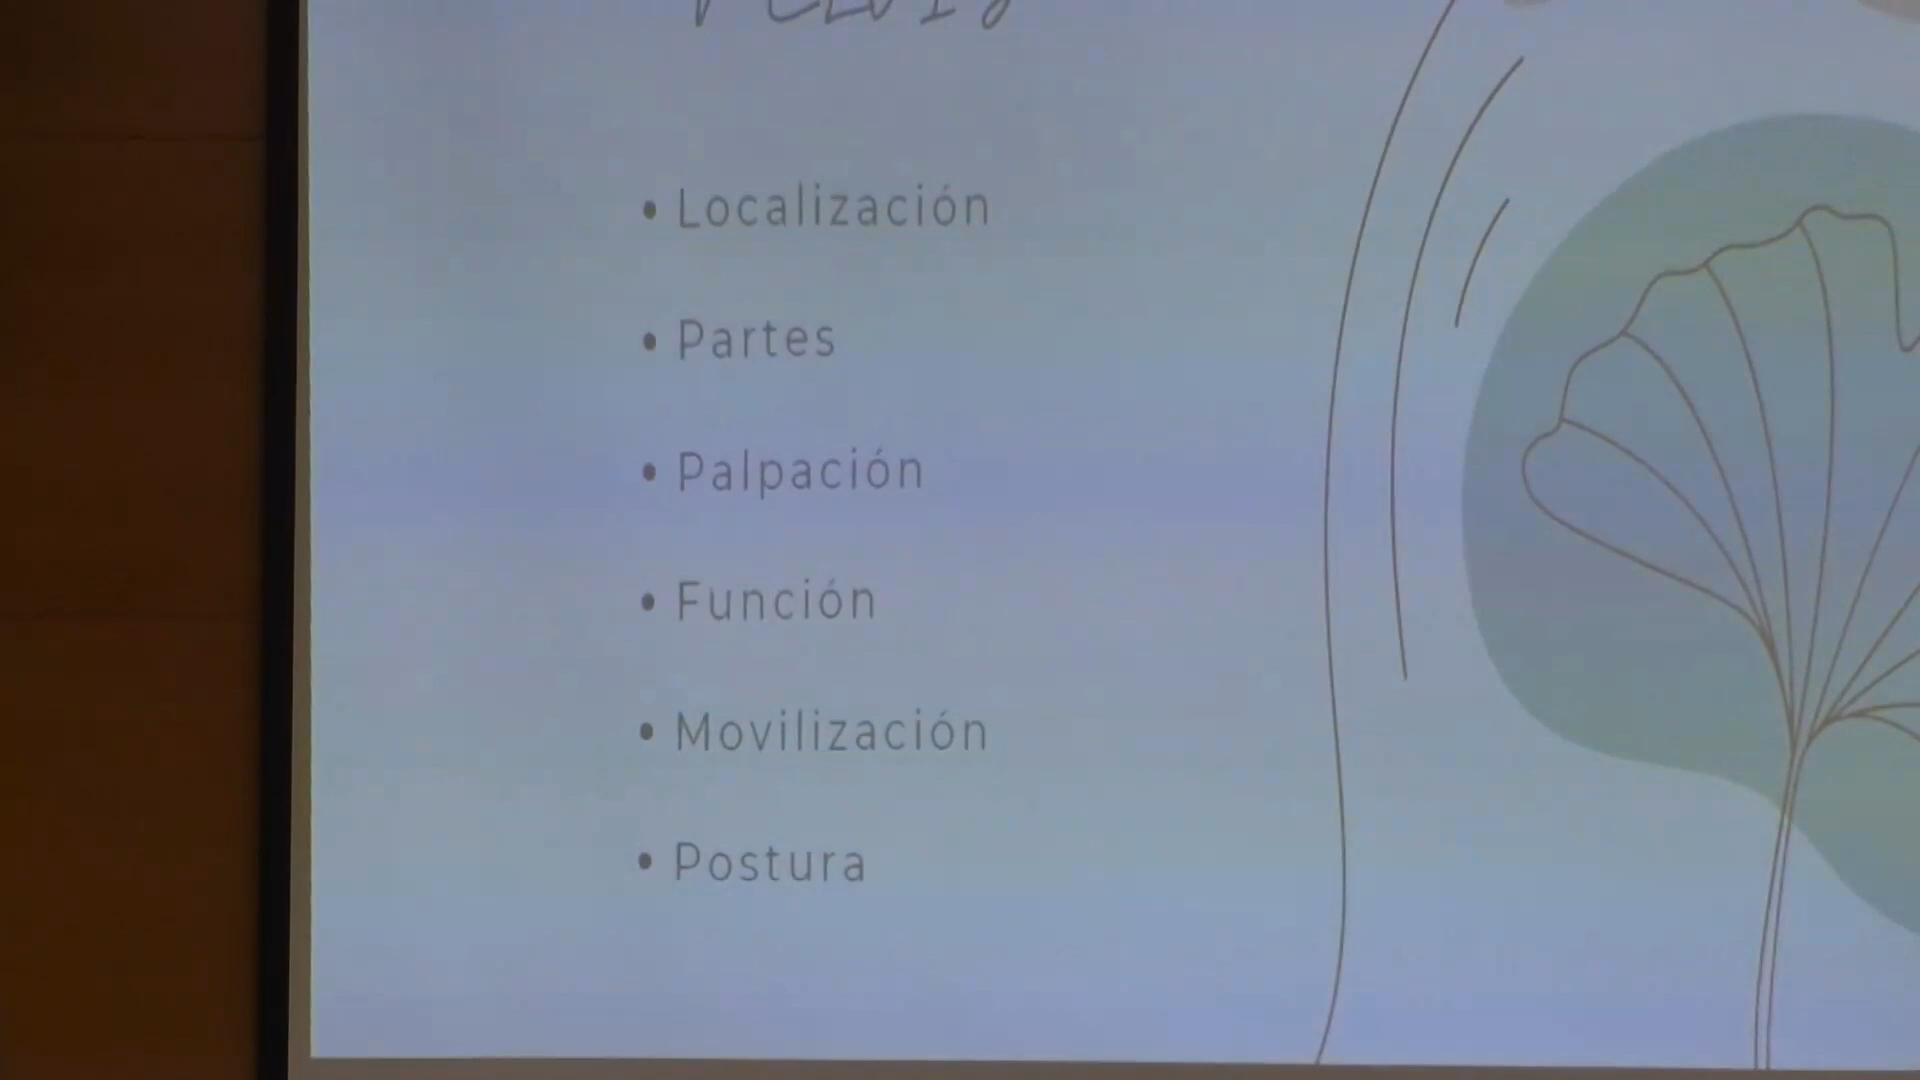 • Localización
• Partes
• Palpación
• Función
• Movilización
• Postura